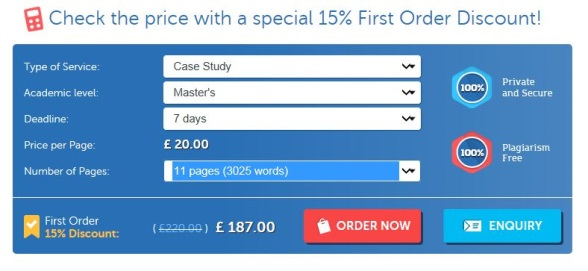 Check the price with a special 15% First Order Discount!
Type of Service: Case Study
Academic level: Master's
Deadline: 7 days
Price per Page: £ 20.00
Number of Pages: 11 pages (3025 words)
100% Private
and Secure
100% Plagiarism
Free
First Order
15% Discount:
( £220.00 ) £ 187.00
ORDER NOW
ENQUIRY